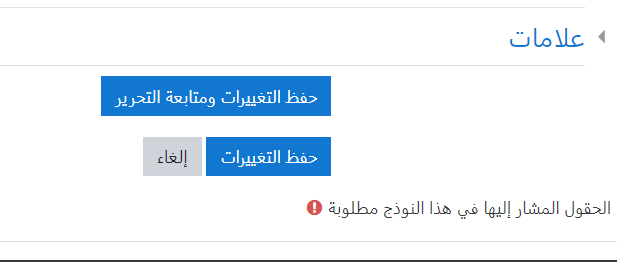 علامات
حفظ التغييرات ومتابعة التحرير
حفظ التغييرات إلغاء
الحقول المشار إليها في هذا النوذج مطلوبة